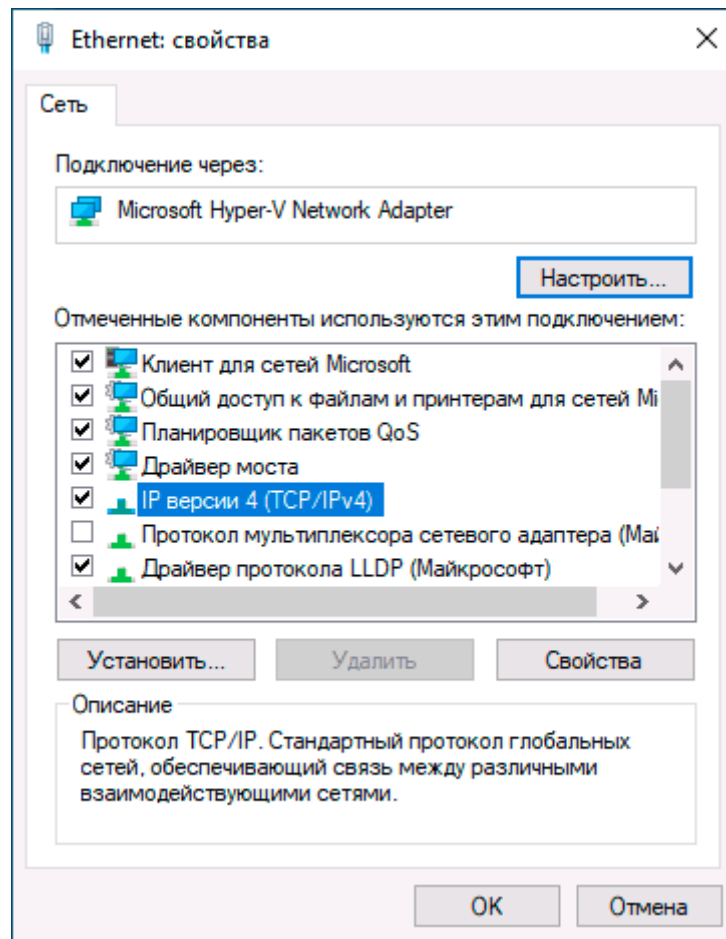 Ethernet: свойства
Сеть
Подключение через:
Microsoft Hyper-V Network Adapter
Настроить...
Отмеченные компоненты используются этим подключением:
Клиент для сетей Microsoft
Общий доступ к файлам и принтерам для сетей Mi
Планировщик пакетов QoS
Драйвер моста
IP версии 4 (TCP/IPv4)
Протокол мультиплексора сетевого адаптера (Май
Драйвер протокола LLDP (Майкрософт)
Установить...
Удалить
Свойства
Описание
Протокол TCP/IP. Стандартный протокол глобальных
сетей, обеспечивающий связь между различными
взаимодействующими сетями.
OK
Отмена